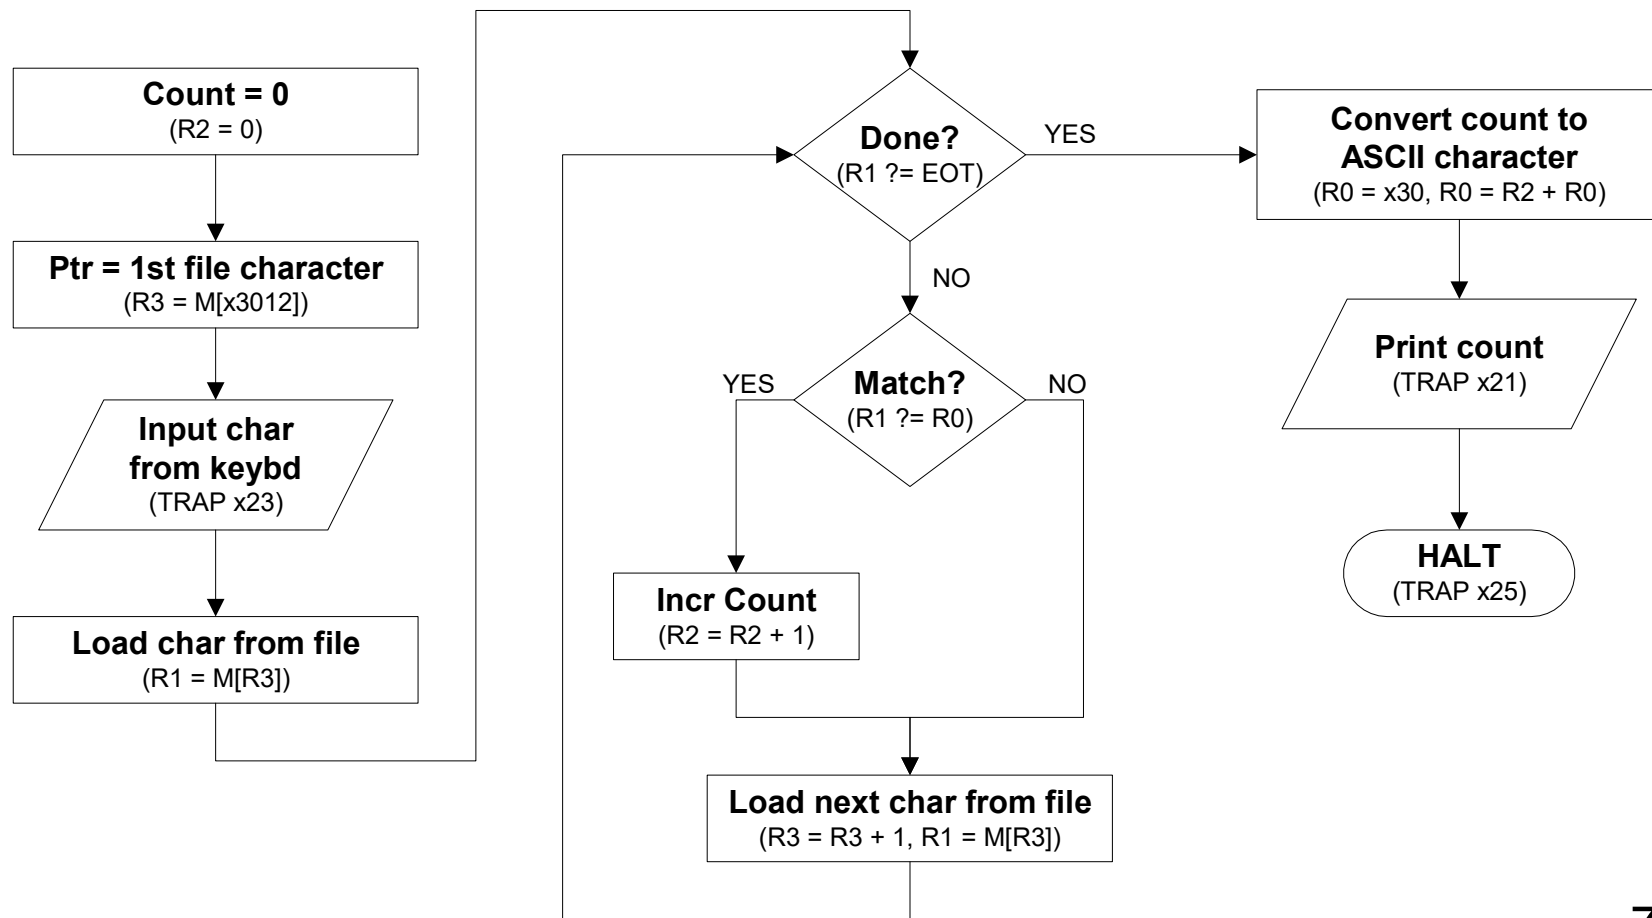 Count = 0
(R2 = 0)
Ptr = 1st file character
(R3 = M[x3012])
Input char
from keybd
(TRAP x23)
Load char from file
(R1 = M[R3])
Done?
(R1 ?= EOT)
YES
NO
Match?
(R1 ?= R0)
YES
NO
Incr Count
(R2 = R2 + 1)
Load next char from file
(R3 = R3 + 1, R1 = M[R3])
Convert count to
ASCII character
(R0 = x30, R0 = R2 + R0)
Print count
(TRAP x21)
HALT
(TRAP x25)